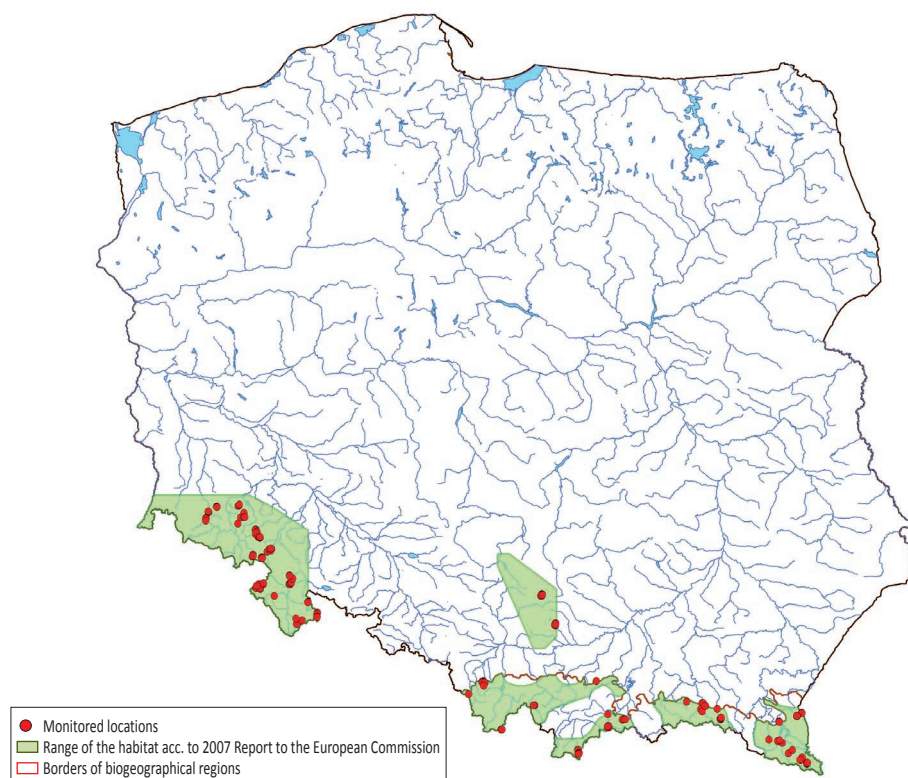 Monitored locations
Range of the habitat acc. to 2007 Report to the European Commission
Borders of biogeographical regions